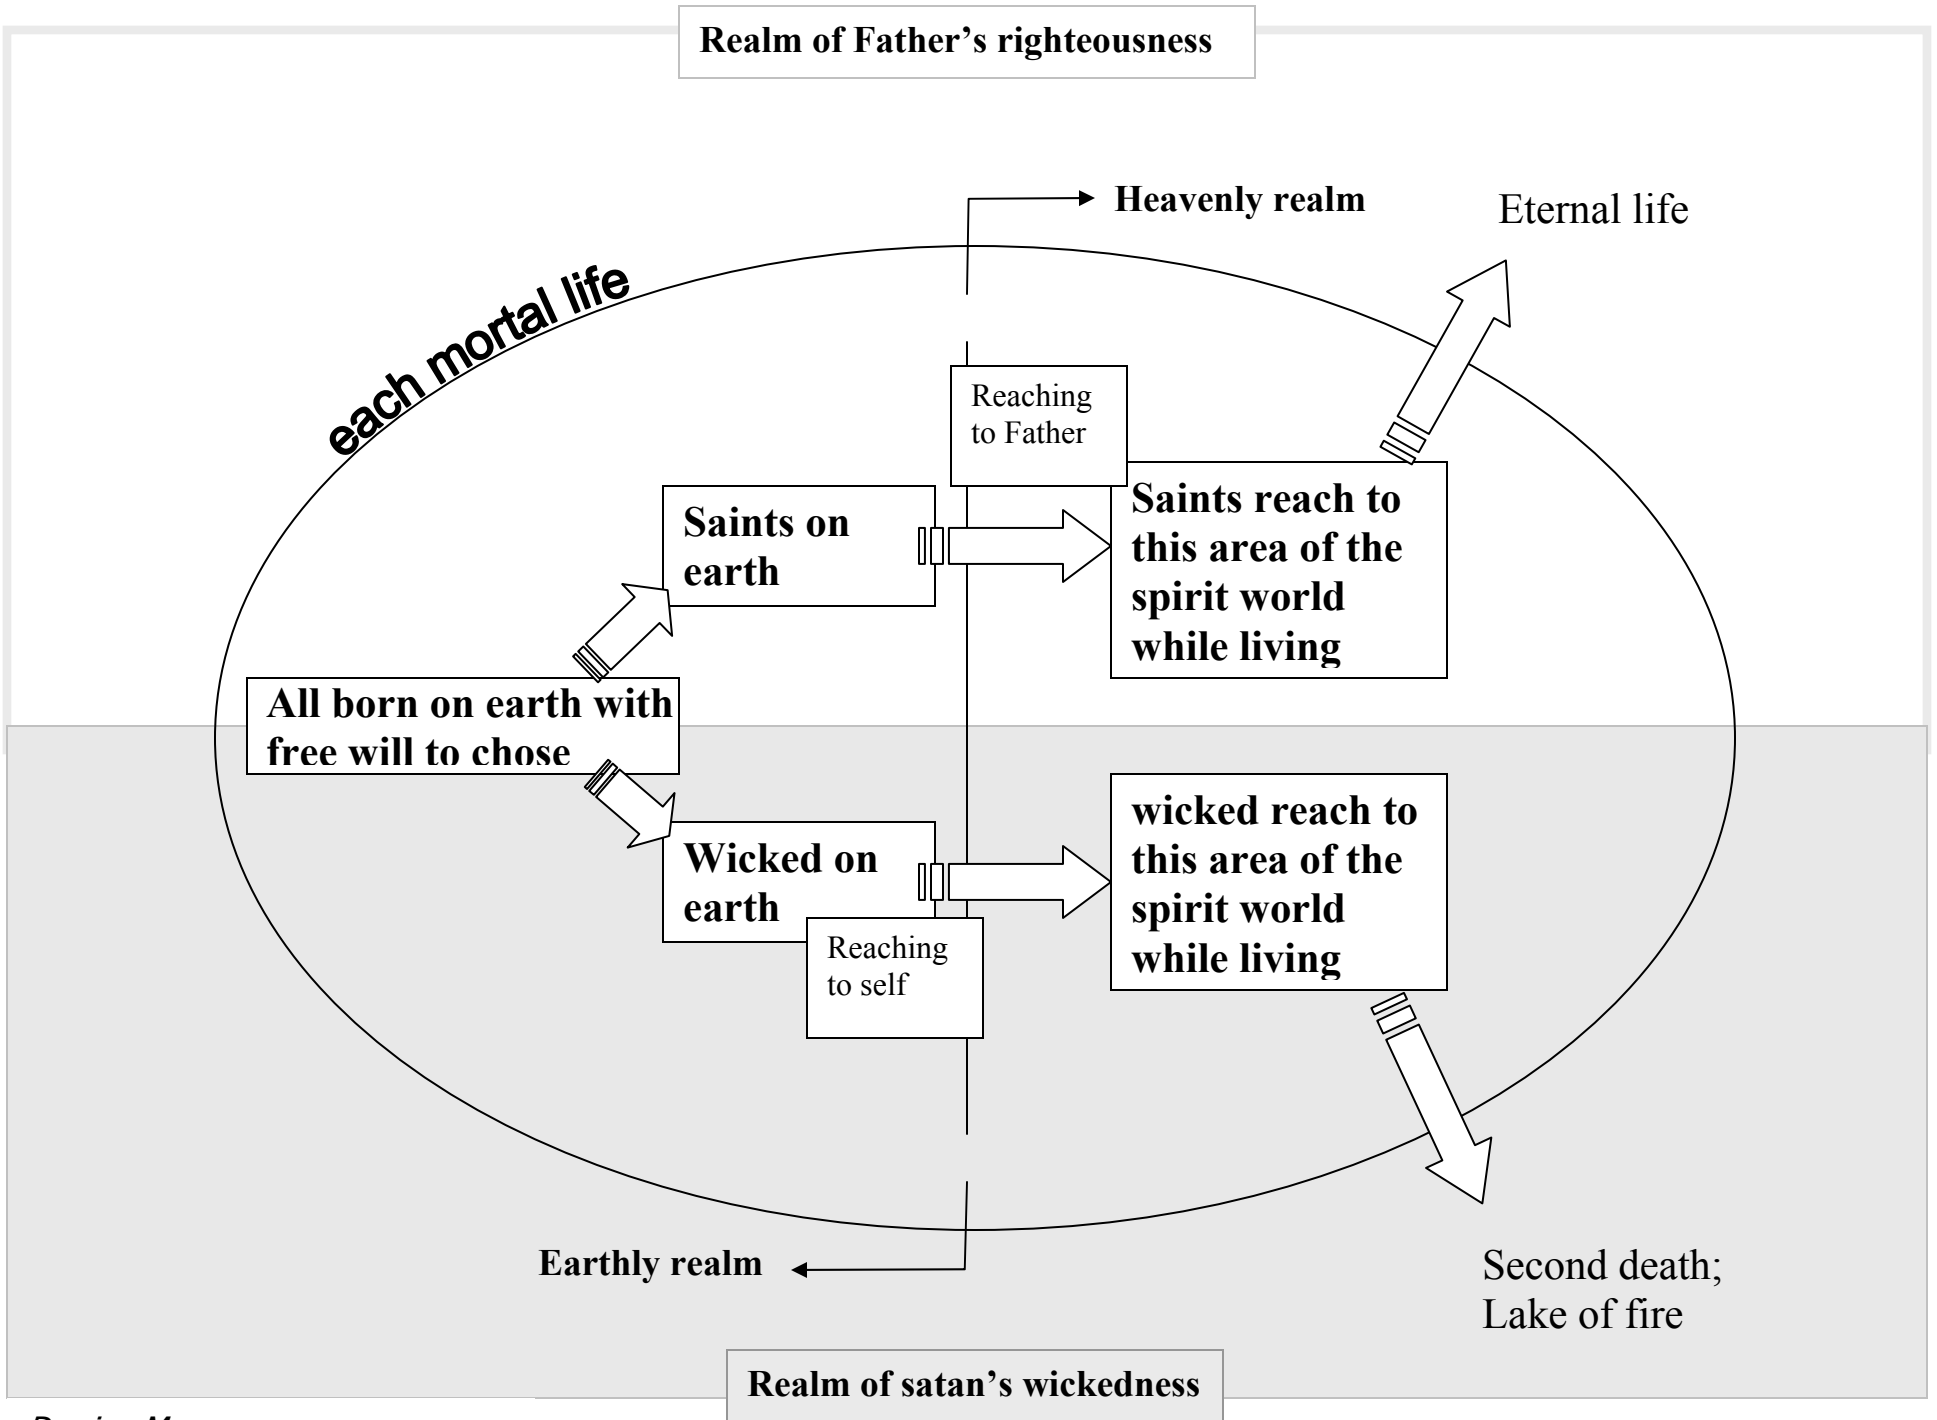 Realm of Father’s righteousness
Heavenly realm
Eternal life
each mortal life
Reaching
to Father
Saints on
earth
Saints reach to
this area of the
spirit world
while living
All born on earth with
free will to chose
Wicked on
earth
Reaching
to self
wicked reach to
this area of the
spirit world
while living
Earthly realm
Second death;
Lake of fire
Realm of satan’s wickedness